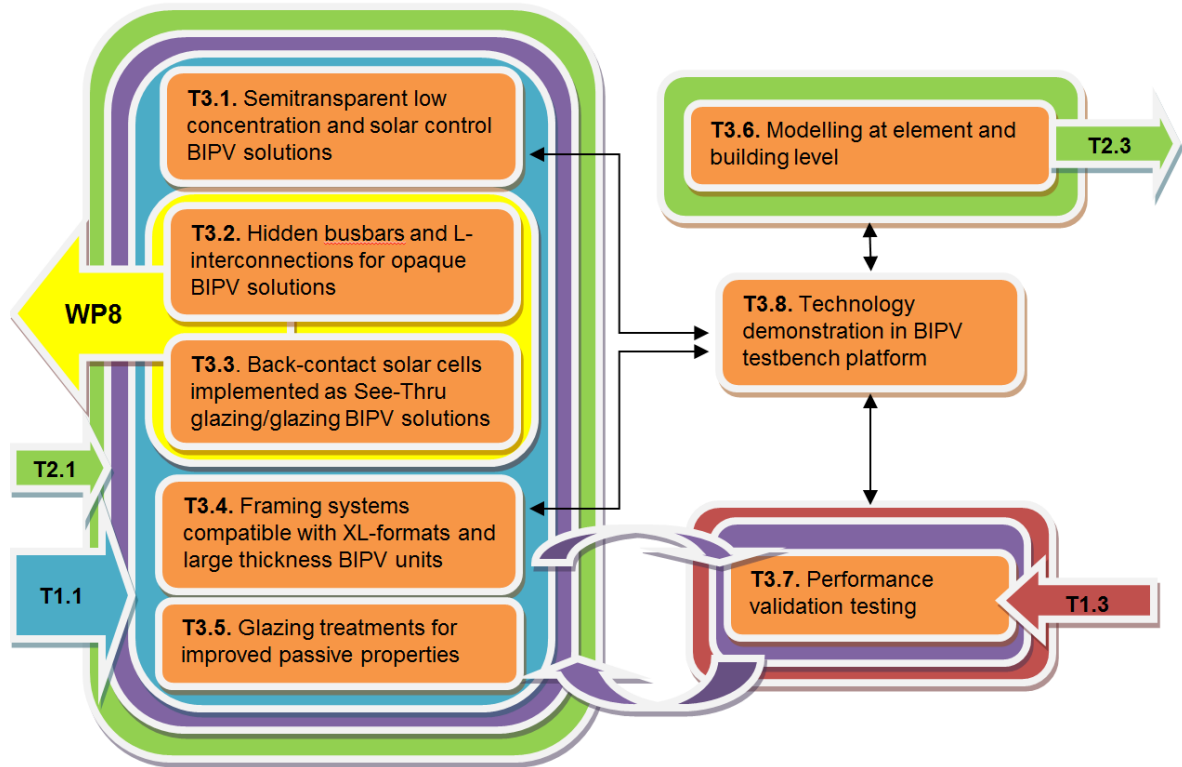 T3.1. Semitransparent low
concentration and solar control
BIPV solutions
T3.2. Hidden busbars and L-
interconnections for opaque
BIPV solutions
WP8
T3.3. Back-contact solar cells
implemented as See-Thru
glazing/glazing BIPV solutions
T2.1
T3.4. Framing systems
compatible with XL-formats and
large thickness BIPV units
T1.1
T3.5. Glazing treatments for
improved passive properties
T3.6. Modelling at element and
building level
T2.3
T3.8. Technology
demonstration in BIPV
testbench platform
T3.7. Performance
validation testing
T1.3